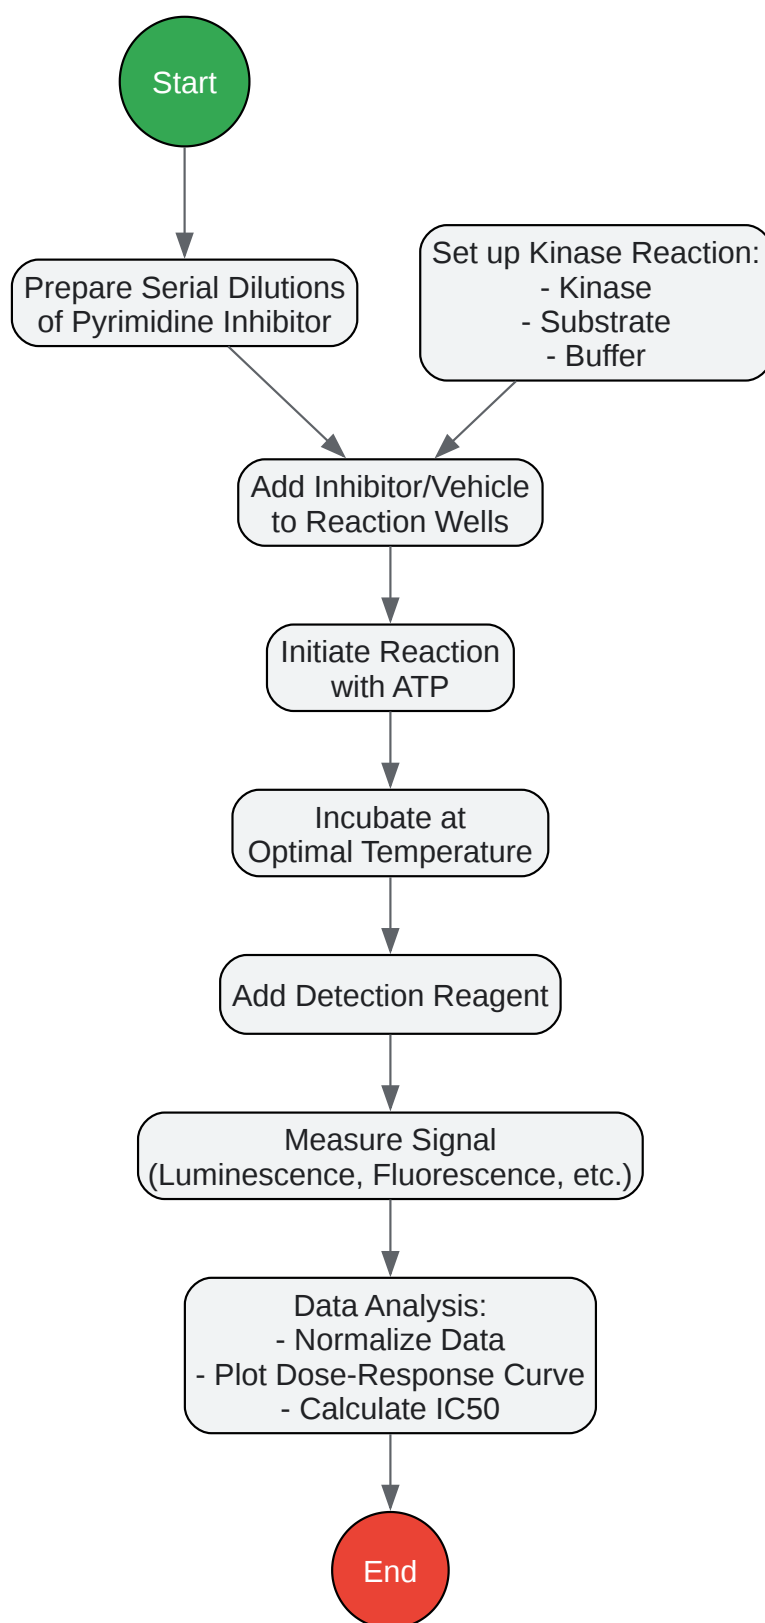 Start
Prepare Serial Dilutions
of Pyrimidine Inhibitor
Set up Kinase Reaction:
- Kinase
- Substrate
- Buffer
Add Inhibitor/Vehicle
to Reaction Wells
Initiate Reaction
with ATP
Incubate at
Optimal Temperature
Add Detection Reagent
Measure Signal
(Luminescence, Fluorescence, etc.)
Data Analysis:
- Normalize Data
- Plot Dose-Response Curve
- Calculate IC50
End